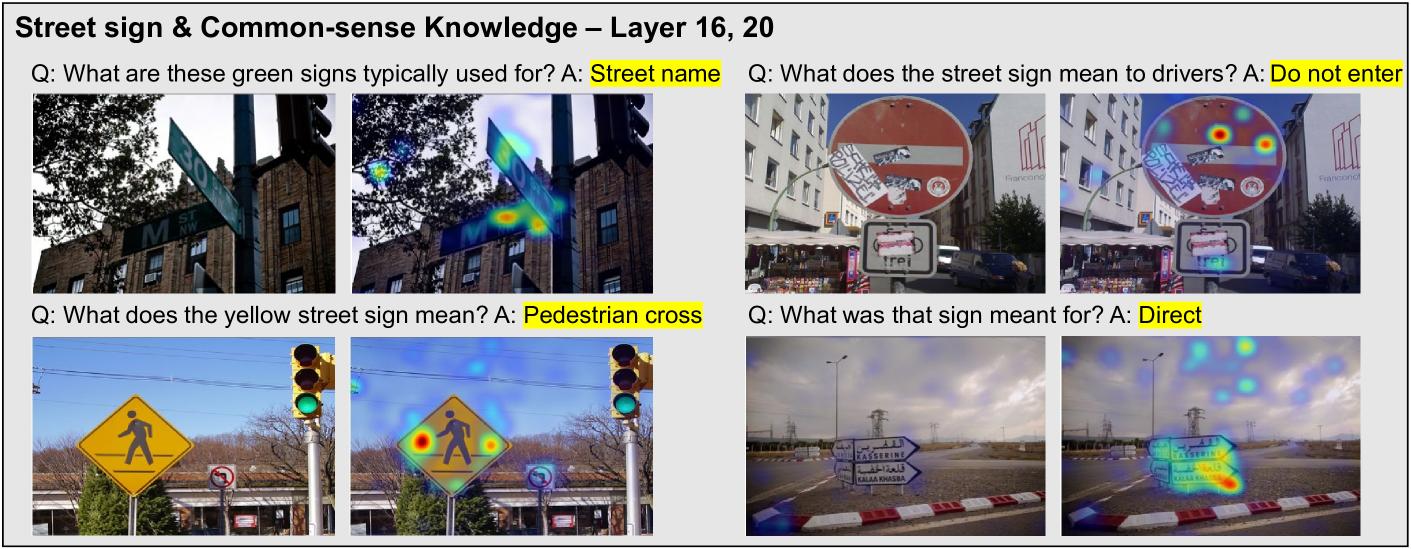 Street sign & Common-sense Knowledge – Layer 16, 20
Q: What are these green signs typically used for? A: Street name
30
M ST NW
Q: What does the street sign mean to drivers? A: Do not enter
Franconof
frei
Q: What does the yellow street sign mean? A: Pedestrian cross
Q: What was that sign meant for? A: Direct
القصرين
KASSERINE
قلعة الخصبة
KALAA KHASBA